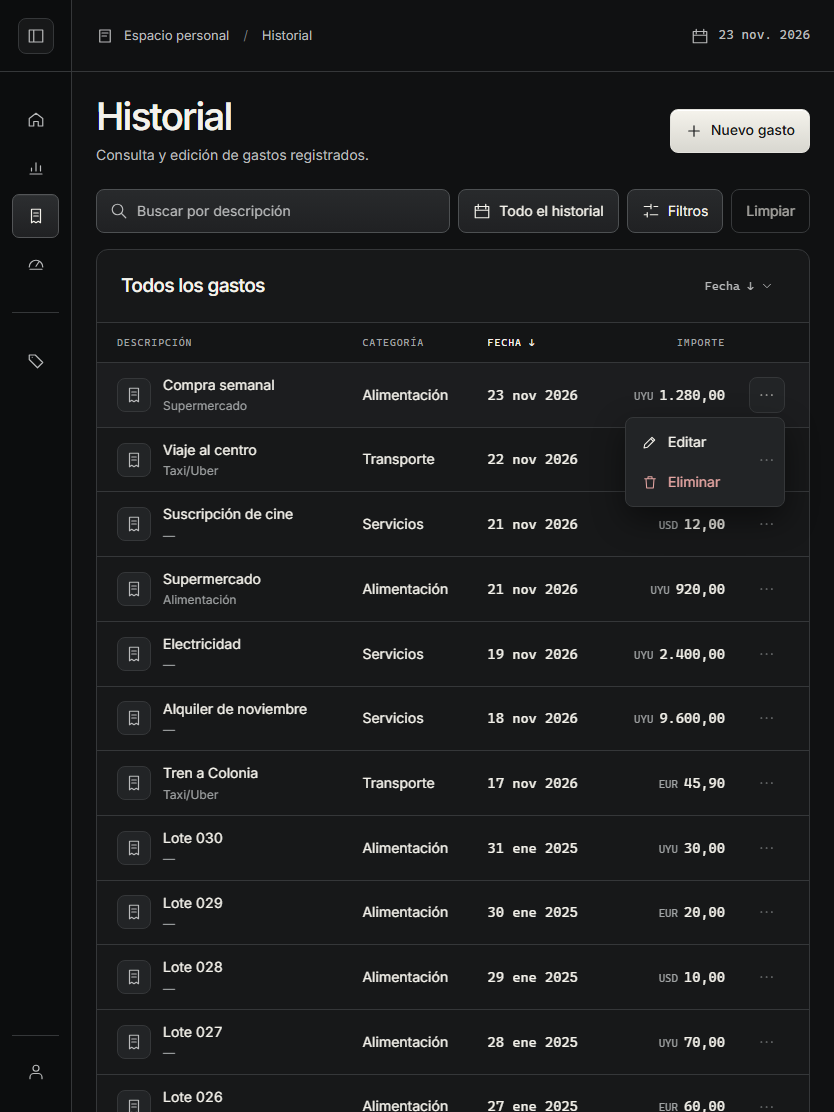 Espacio personal / Historial
23 nov. 2026
Historial
Consulta y edición de gastos registrados.
+ Nuevo gasto
Buscar por descripción
Todo el historial
Filtros
Limpiar
Todos los gastos
Fecha ↓
DESCRIPCIÓN CATEGORÍA FECHA ↓ IMPORTE
Compra semanal
Supermercado
Alimentación 23 nov 2026 UYU 1.280,00 ...
Viaje al centro
Taxi/Uber
Transporte 22 nov 2026 ...
Editar
Eliminar
Suscripción de cine
—
Servicios 21 nov 2026 USD 12,00 ...
Supermercado
Alimentación
Alimentación 21 nov 2026 UYU 920,00 ...
Electricidad
—
Servicios 19 nov 2026 UYU 2.400,00 ...
Alquiler de noviembre
—
Servicios 18 nov 2026 UYU 9.600,00 ...
Tren a Colonia
Taxi/Uber
Transporte 17 nov 2026 EUR 45,90 ...
Lote 030
—
Alimentación 31 ene 2025 UYU 30,00 ...
Lote 029
—
Alimentación 30 ene 2025 EUR 20,00 ...
Lote 028
—
Alimentación 29 ene 2025 USD 10,00 ...
Lote 027
—
Alimentación 28 ene 2025 UYU 70,00 ...
Lote 026
Alimentación 27 ene 2025 EUR 60,00 ...